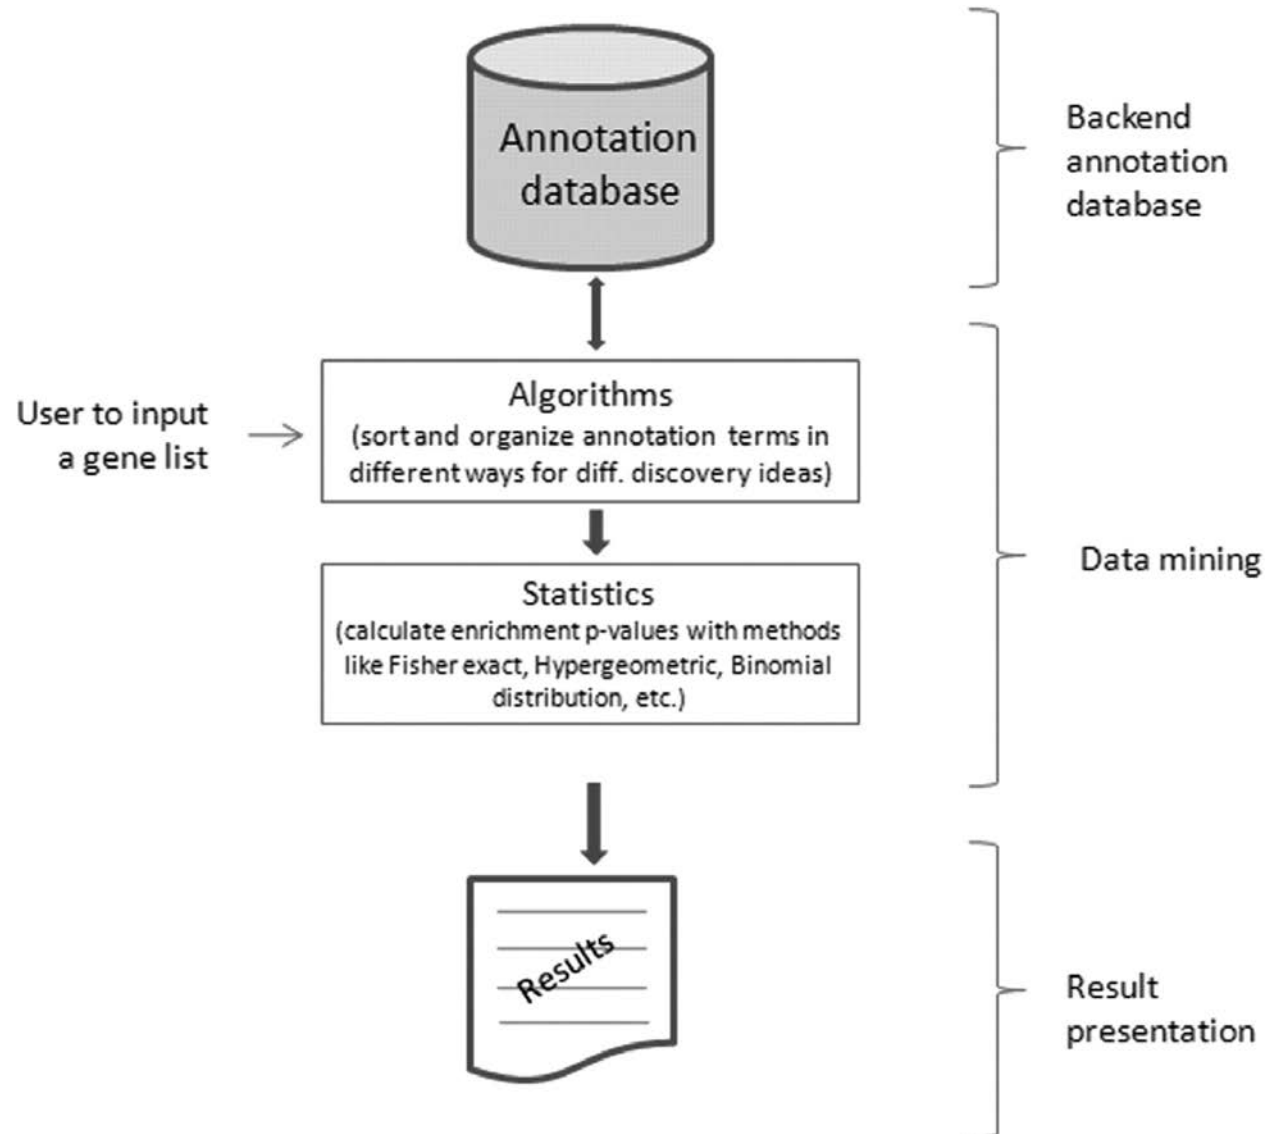 Annotation
database
Backend
annotation
database
User to input
a gene list
Algorithms
(sort and organize annotation terms in
different ways for diff. discovery ideas)
Statistics
(calculate enrichment p-values with methods
like Fisher exact, Hypergeometric, Binomial
distribution, etc.)
Data mining
Results
Result
presentation